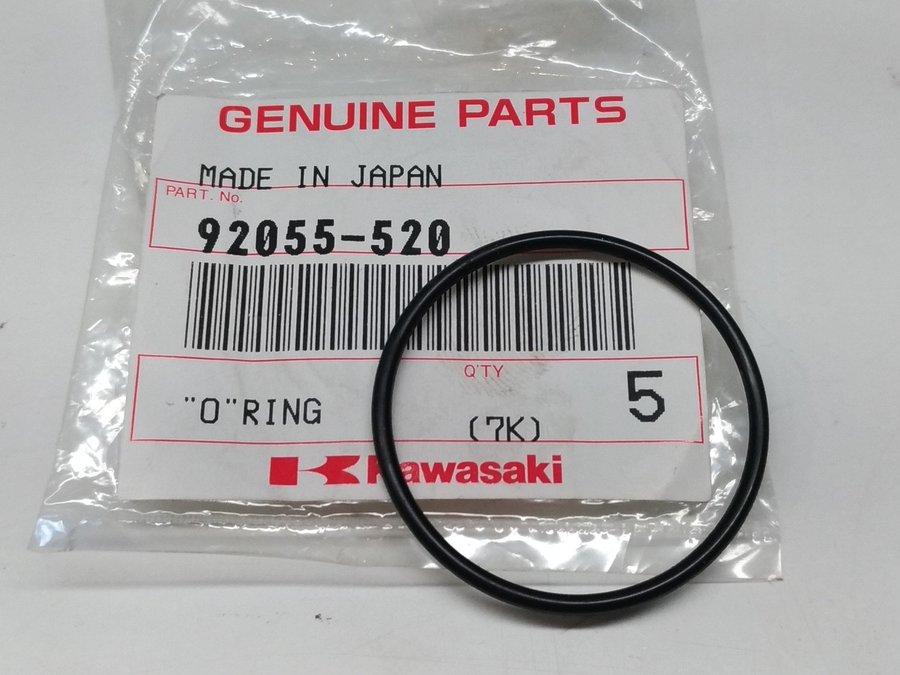 GENUINE PARTS
MADE IN JAPAN
PART. No.
92055-520
Q'TY
"O"RING
(7K)
5
Kawasaki